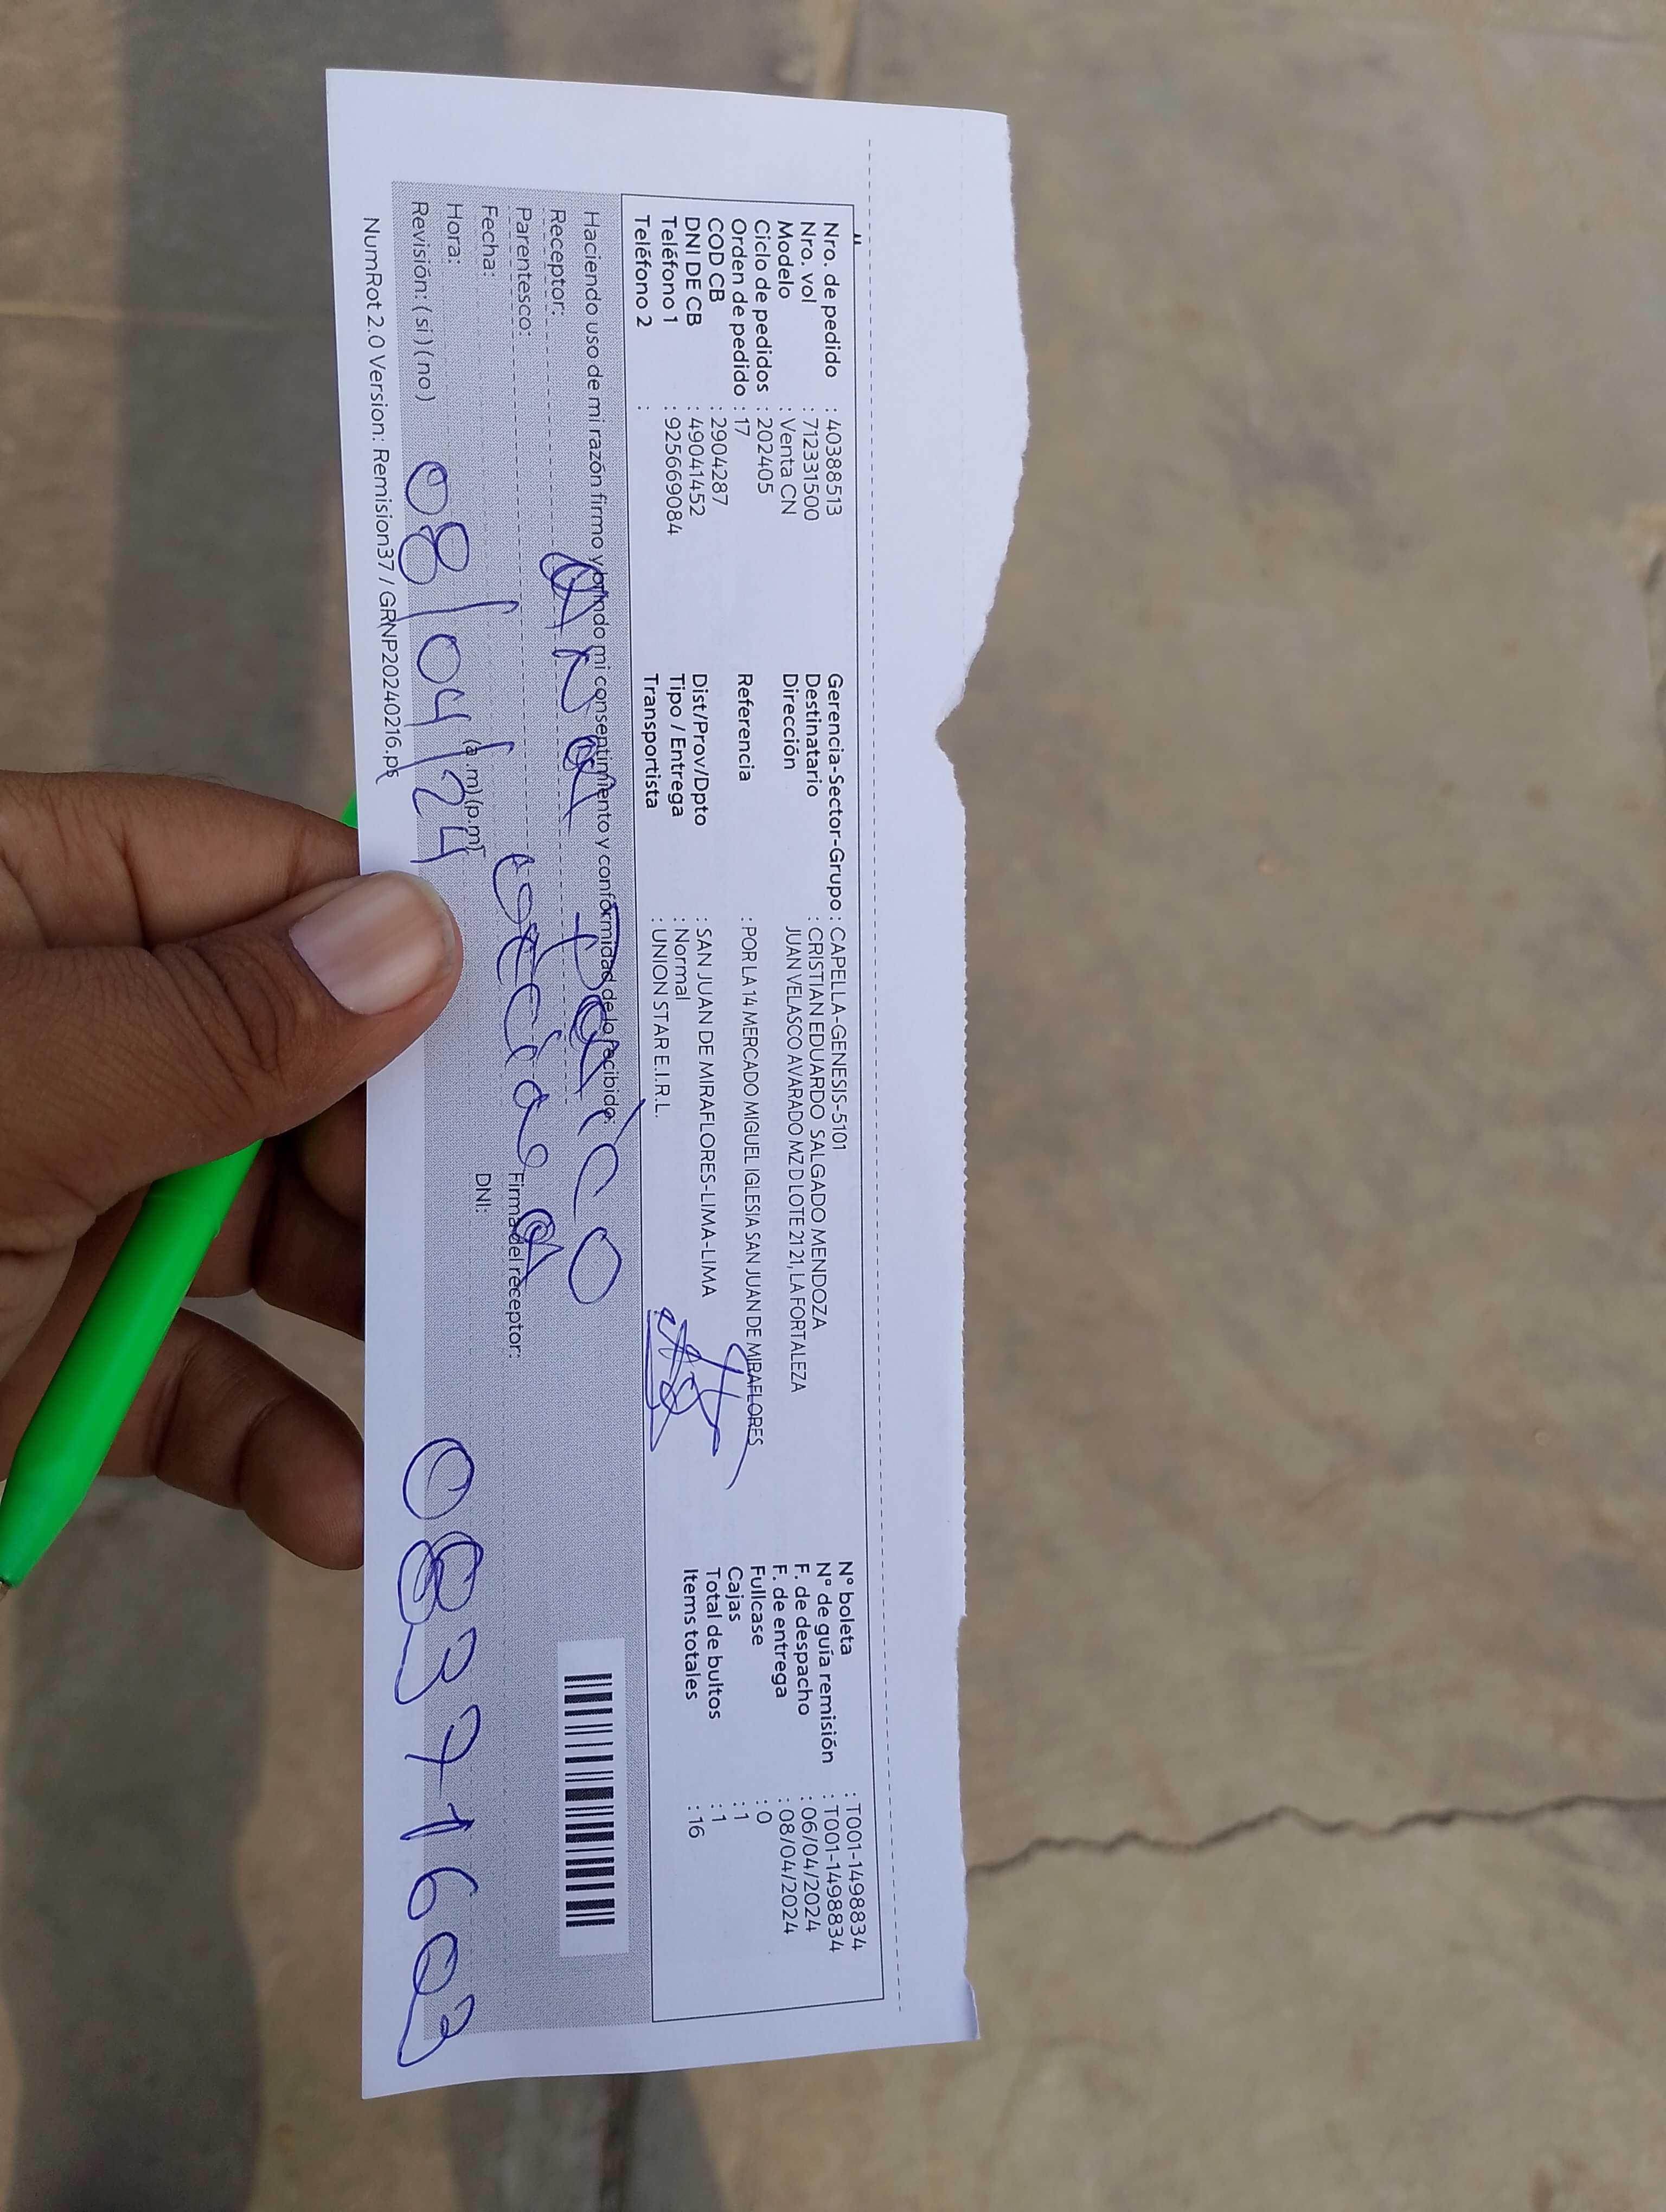 Nro. de pedido : 40388513
Nro. vol : 712331500
Modelo : Venta CN
Ciclo de pedidos : 202405
Orden de pedido : 17
COD CB : 2904287
DNI DE CB : 49041452
Teléfono 1 : 925669084
Teléfono 2 :
Gerencia-Sector-Grupo : CAPELLA-GENESIS-5101
Destinatario : CRISTIAN EDUARDO SALGADO MENDOZA
Dirección JUAN VELASCO AVARADO MZ D LOTE 21 21, LA FORTALEZA
Referencia : POR LA 14 MERCADO MIGUEL IGLESIA SAN JUAN DE MIRAFLORES
Dist/Prov/Dpto : SAN JUAN DE MIRAFLORES-LIMA-LIMA
Tipo / Entrega : Normal
Transportista : UNION STAR E.I.R.L.
N° boleta : T001-1498834
N° de guía remisión : T001-1498834
F. de despacho : 06/04/2024
F. de entrega : 08/04/2024
Fullcase : 0
Cajas : 1
Total de bultos : 1
Items totales : 16
Haciendo uso de mi razón firmo y brindo mi consentimiento y conformidad de lo recibido:
Receptor:
Parentesco:
Fecha:
Hora: (a.m) (p.m)
Revisión: ( si ) ( no )
08/04/24
Firma del receptor:
DNI:
NumRot 2.0 Version: Remision37 / GRNP20240216.ps